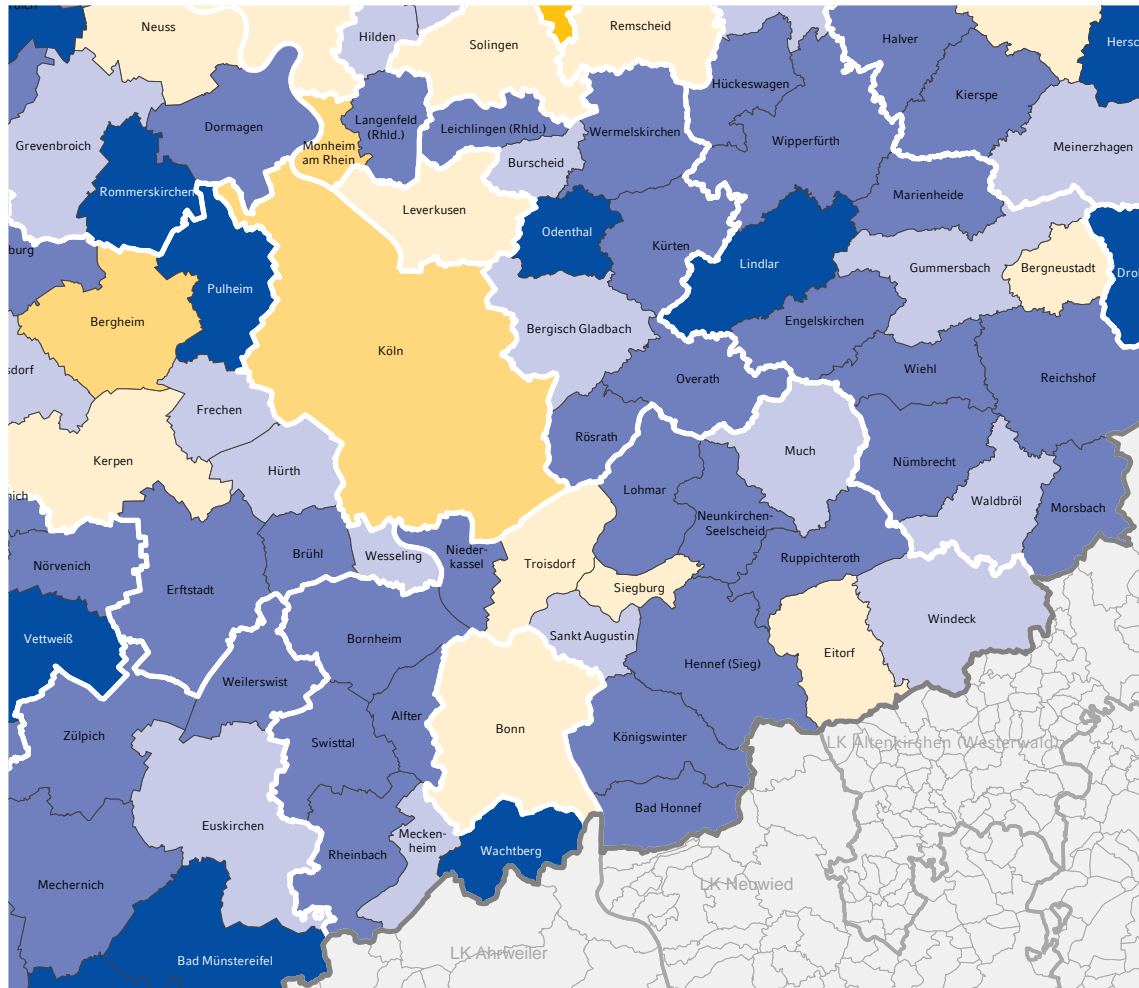 Neuss
Hilden
Solingen
Remscheid
Halver
Hersc
Hückeswagen
Kierspe
Langenfeld
(Rhld.)
Leichlingen (Rhld.)
Wermelskirchen
Dormagen
Grevenbroich
Monheim
am Rhein
Burscheid
Wipperfürth
Meinerzhagen
Rommerskirchen
Marienheide
Leverkusen
Odenthal
Kürten
Lindlar
Gummersbach
Bergneustadt
Drol
burg
Pulheim
Bergheim
Köln
Bergisch Gladbach
Engelskirchen
sdorf
Overath
Wiehl
Reichshof
Frechen
Rösrath
Much
Nümbrecht
Kerpen
Hürth
Lohmar
Waldbröl
Morsbach
nich
Neunkirchen-
Seelscheid
Nörvenich
Brühl
Wesseling
Nieder-
kassel
Troisdorf
Ruppichteroth
Erftstadt
Siegburg
Windeck
Vettweiß
Bornheim
Sankt Augustin
Eitorf
Hennef (Sieg)
Weilerswist
Zülpich
Alfter
Swisttal
Bonn
Königswinter
LK Altenkirchen (Westerwald)
Bad Honnef
Euskirchen
Mecken-
heim
Rheinbach
Wachtberg
Mechernich
LK Neuwied
Bad Münstereifel
LK Ahrweiler